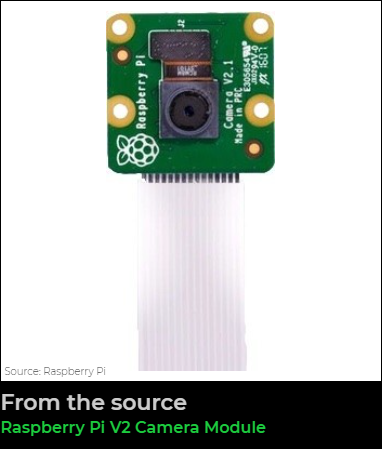 J2
Raspberry Pi
Camera V2.1
Made in PRC
Source: Raspberry Pi
From the source
Raspberry Pi V2 Camera Module